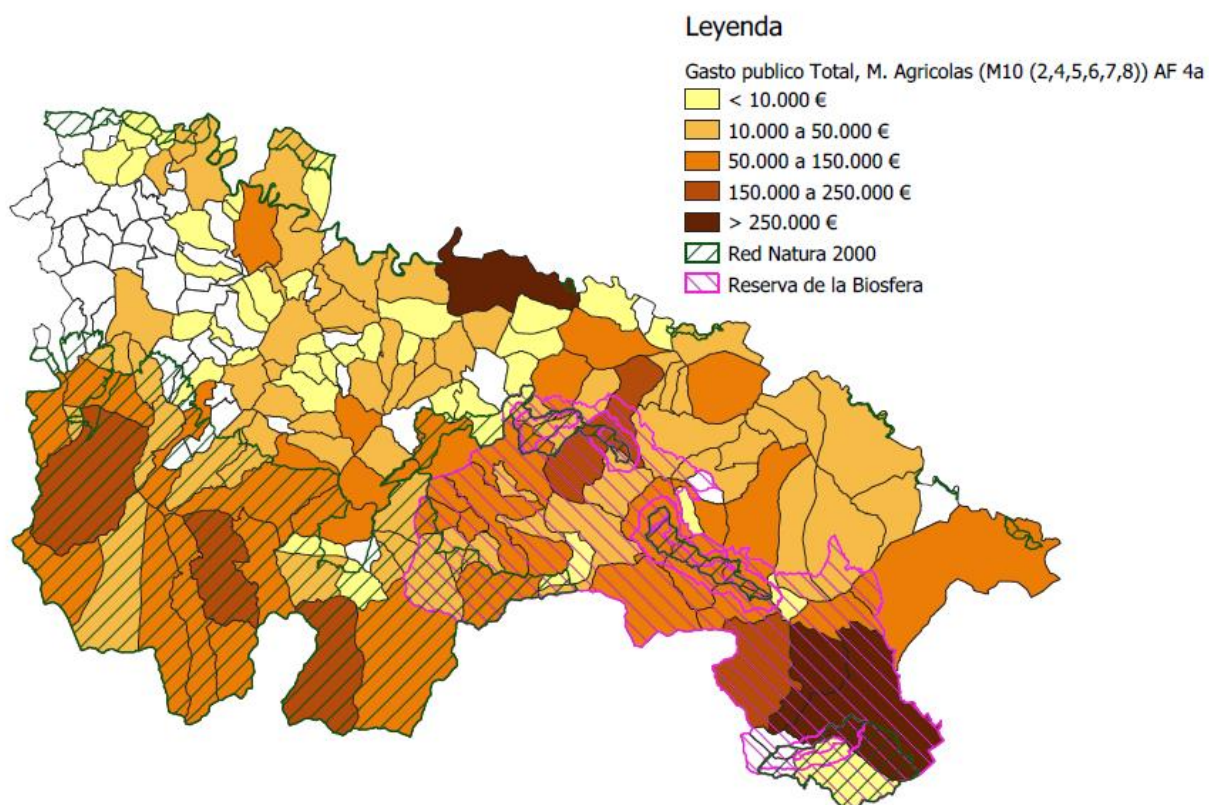 Leyenda
Gasto publico Total, M. Agricolas (M10 (2,4,5,6,7,8)) AF 4a
< 10.000 €
10.000 a 50.000 €
50.000 a 150.000 €
150.000 a 250.000 €
> 250.000 €
Red Natura 2000
Reserva de la Biosfera